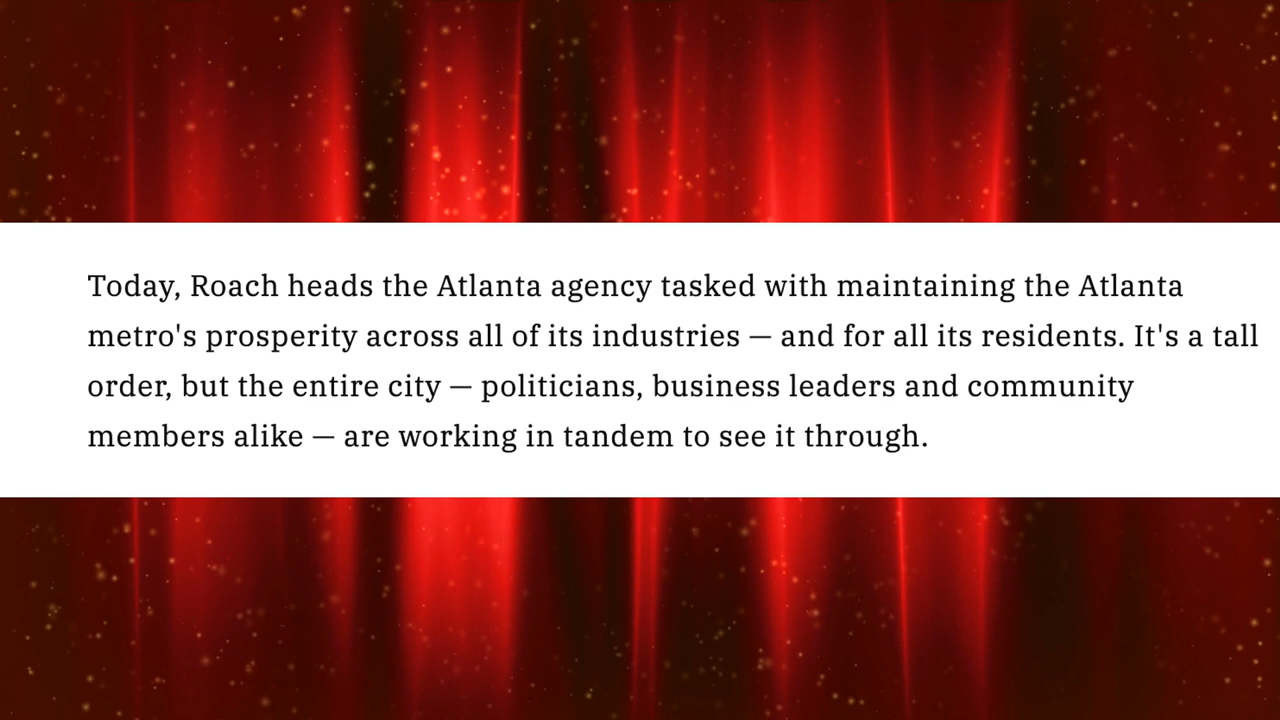 Today, Roach heads the Atlanta agency tasked with maintaining the Atlanta
metro's prosperity across all of its industries — and for all its residents. It's a tall
order, but the entire city — politicians, business leaders and community
members alike — are working in tandem to see it through.